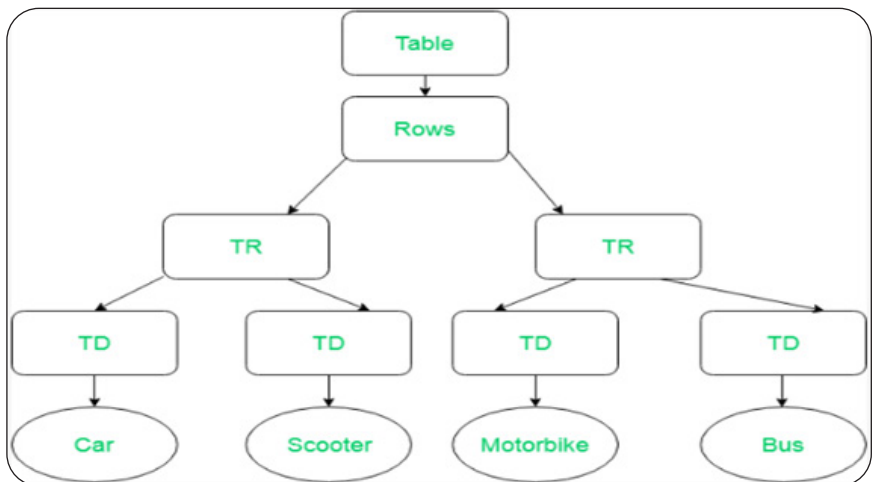 Table
Rows
TR
TR
TD
TD
TD
TD
Car
Scooter
Motorbike
Bus